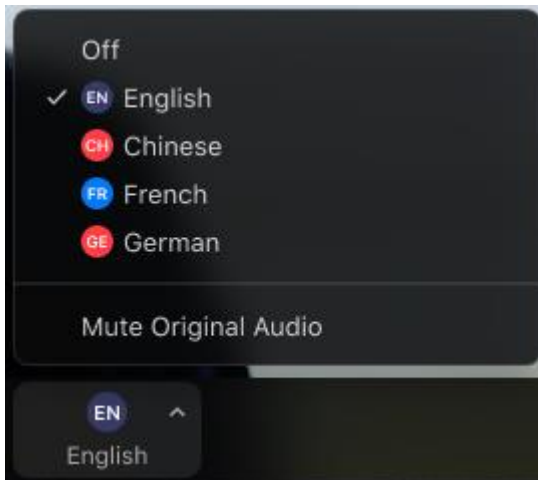 Off
EN English
CH Chinese
FR French
GE German
Mute Original Audio
EN
English